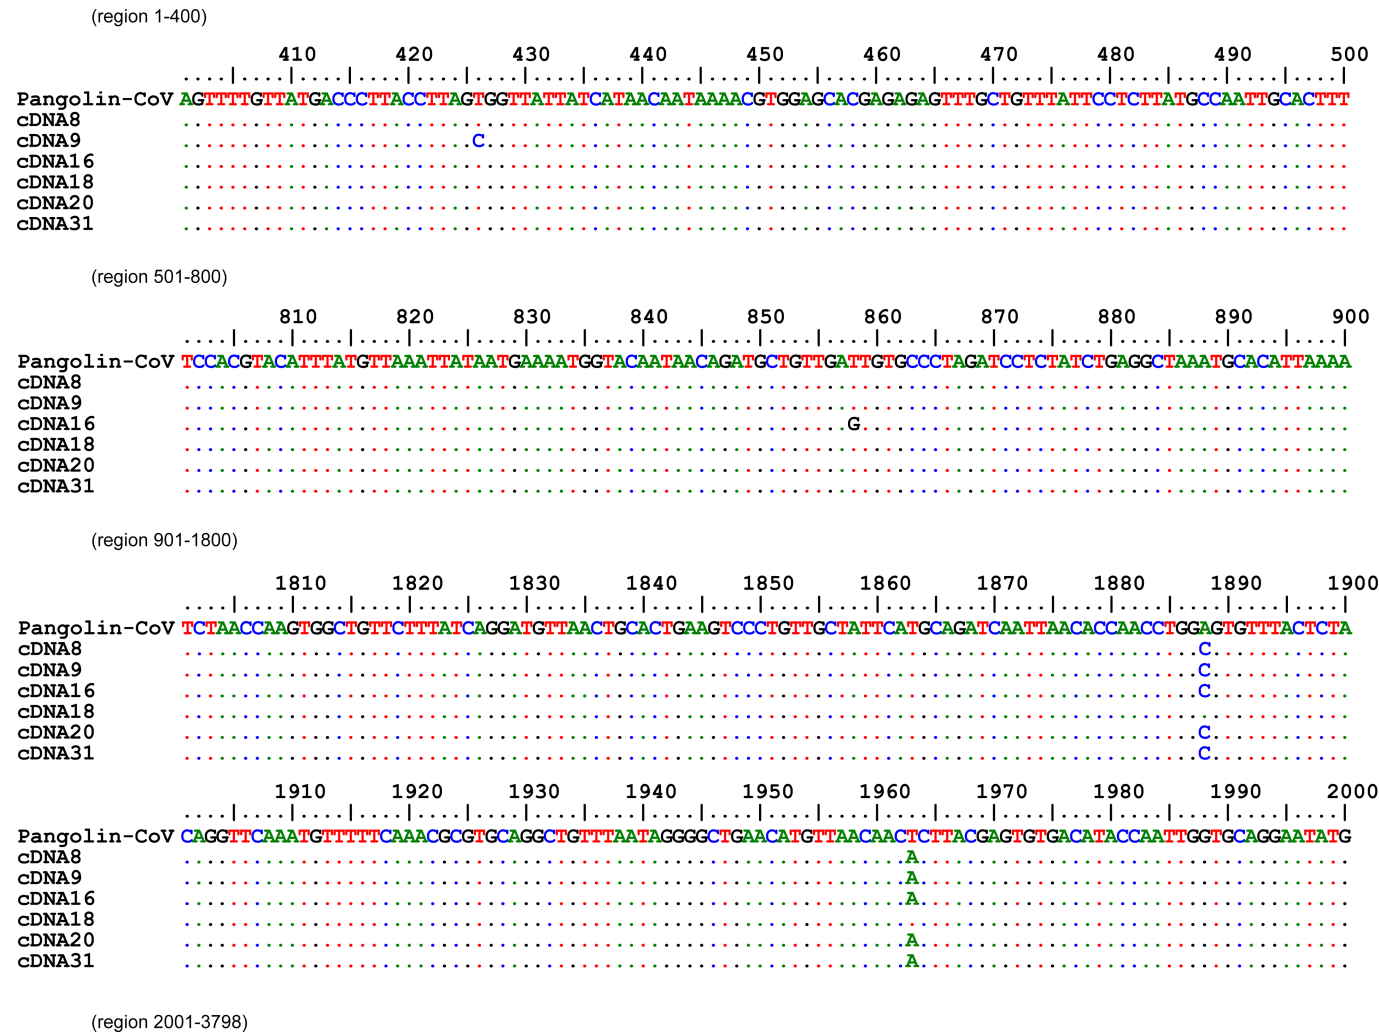 (region 1-400)
410 420 430 440 450 460 470 480 490 500
Pangolin-CoV AGTTTTGTTATGACCCTTACCTTAGTGGTTATTATCATAACAATAAAACGTGGAGCACGAGAGAGTTTGCTGTTTATTCCTCTTATGCCAATTGCACTTT
cDNA8
cDNA9 C
cDNA16
cDNA18
cDNA20
cDNA31
(region 501-800)
810 820 830 840 850 860 870 880 890 900
Pangolin-CoV TCCACGTACATTTATGTTAAATTATAATGAAAATGGTACAATAACAGATGCTGTTGATTGTGCCCTAGATCCTCTATCTGAGGCTAAATGCACATTAAAA
cDNA8
cDNA9
cDNA16 G
cDNA18
cDNA20
cDNA31
(region 901-1800)
1810 1820 1830 1840 1850 1860 1870 1880 1890 1900
Pangolin-CoV TCTAACCAAGTGGCTGTTCTTTATCAGGATGTTAACTGCACTGAAGTCCCTGTTGCTATTCATGCAGATCAATTAACACCAACCTGGAGTGTTTACTCTA
cDNA8 C
cDNA9 C
cDNA16 C
cDNA18
cDNA20 C
cDNA31 C
1910 1920 1930 1940 1950 1960 1970 1980 1990 2000
Pangolin-CoV CAGGTTCAAATGTTTTTCAAACGCGTGCAGGCTGTTTAATAGGGGCTGAACATGTTAACAACTCTTACGAGTGTGACATACCAATTGGTGCAGGAATATG
cDNA8 A
cDNA9 A
cDNA16 A
cDNA18
cDNA20 A
cDNA31 A
(region 2001-3798)